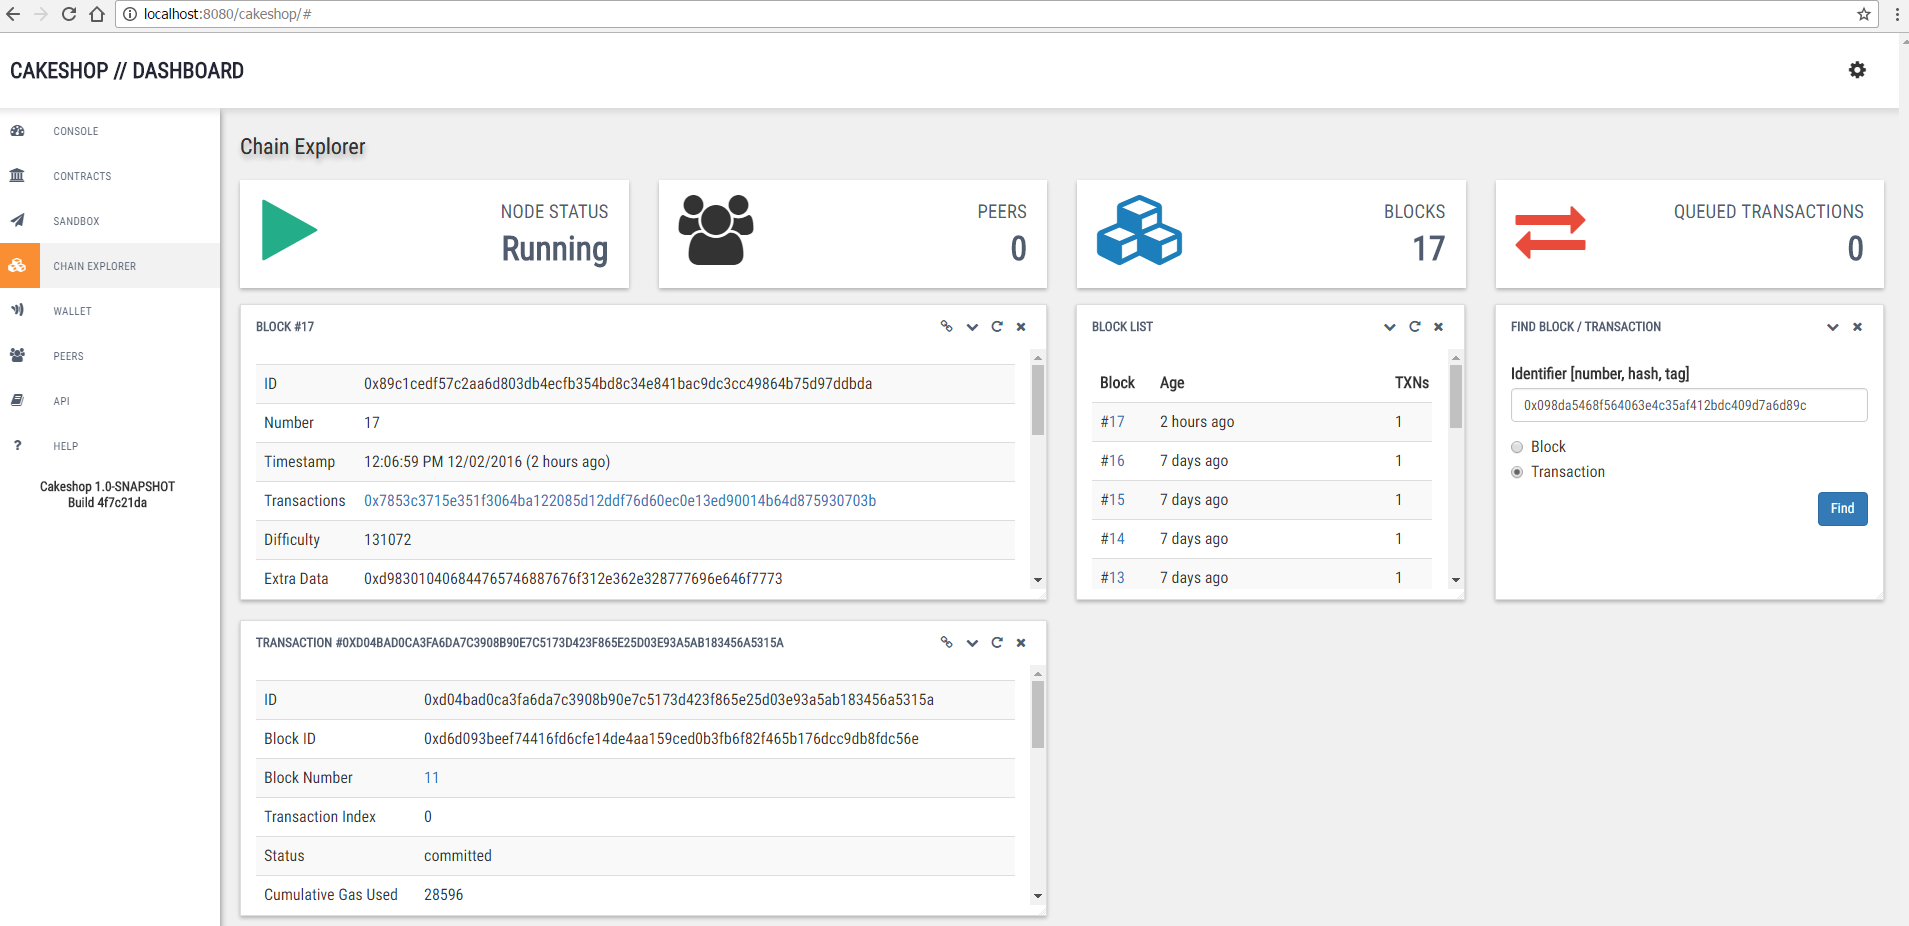 localhost:8080/cakeshop/#
CAKESHOP // DASHBOARD
CONSOLE
CONTRACTS
SANDBOX
CHAIN EXPLORER
WALLET
PEERS
API
? HELP
Cakeshop 1.0-SNAPSHOT
Build 4f7c21da
Chain Explorer
NODE STATUS
Running
PEERS
0
BLOCKS
17
QUEUED TRANSACTIONS
0
BLOCK #17
ID 0x89c1cedf57c2aa6d803db4ecfb354bd8c34e841bac9dc3cc49864b75d97ddbda
Number 17
Timestamp 12:06:59 PM 12/02/2016 (2 hours ago)
Transactions 0x7853c3715e351f3064ba122085d12ddf76d60ec0e13ed90014b64d875930703b
Difficulty 131072
Extra Data 0xd983010406844765746887676f312e362e328777696e646f7773
BLOCK LIST
Block Age TXNs
#17 2 hours ago 1
#16 7 days ago 1
#15 7 days ago 1
#14 7 days ago 1
#13 7 days ago 1
FIND BLOCK / TRANSACTION
Identifier [number, hash, tag]
0x098da5468f564063e4c35af412bdc409d7a6d89c
Block
Transaction
Find
TRANSACTION #0XD04BAD0CA3FA6DA7C3908B90E7C5173D423F865E25D03E93A5AB183456A5315A
ID 0xd04bad0ca3fa6da7c3908b90e7c5173d423f865e25d03e93a5ab183456a5315a
Block ID 0xd6d093beef74416fd6cfe14de4aa159ced0b3fb6f82f465b176dcc9db8fdc56e
Block Number 11
Transaction Index 0
Status committed
Cumulative Gas Used 28596